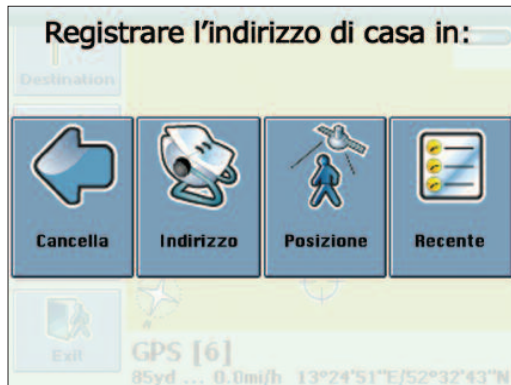 Registrare l'indirizzo di casa in:
Destination
Cancella Indirizzo Posizione Recente
Exit
GPS [6]
85yd ... 0.0mi/h 13°24'51"E/52°32'43"N